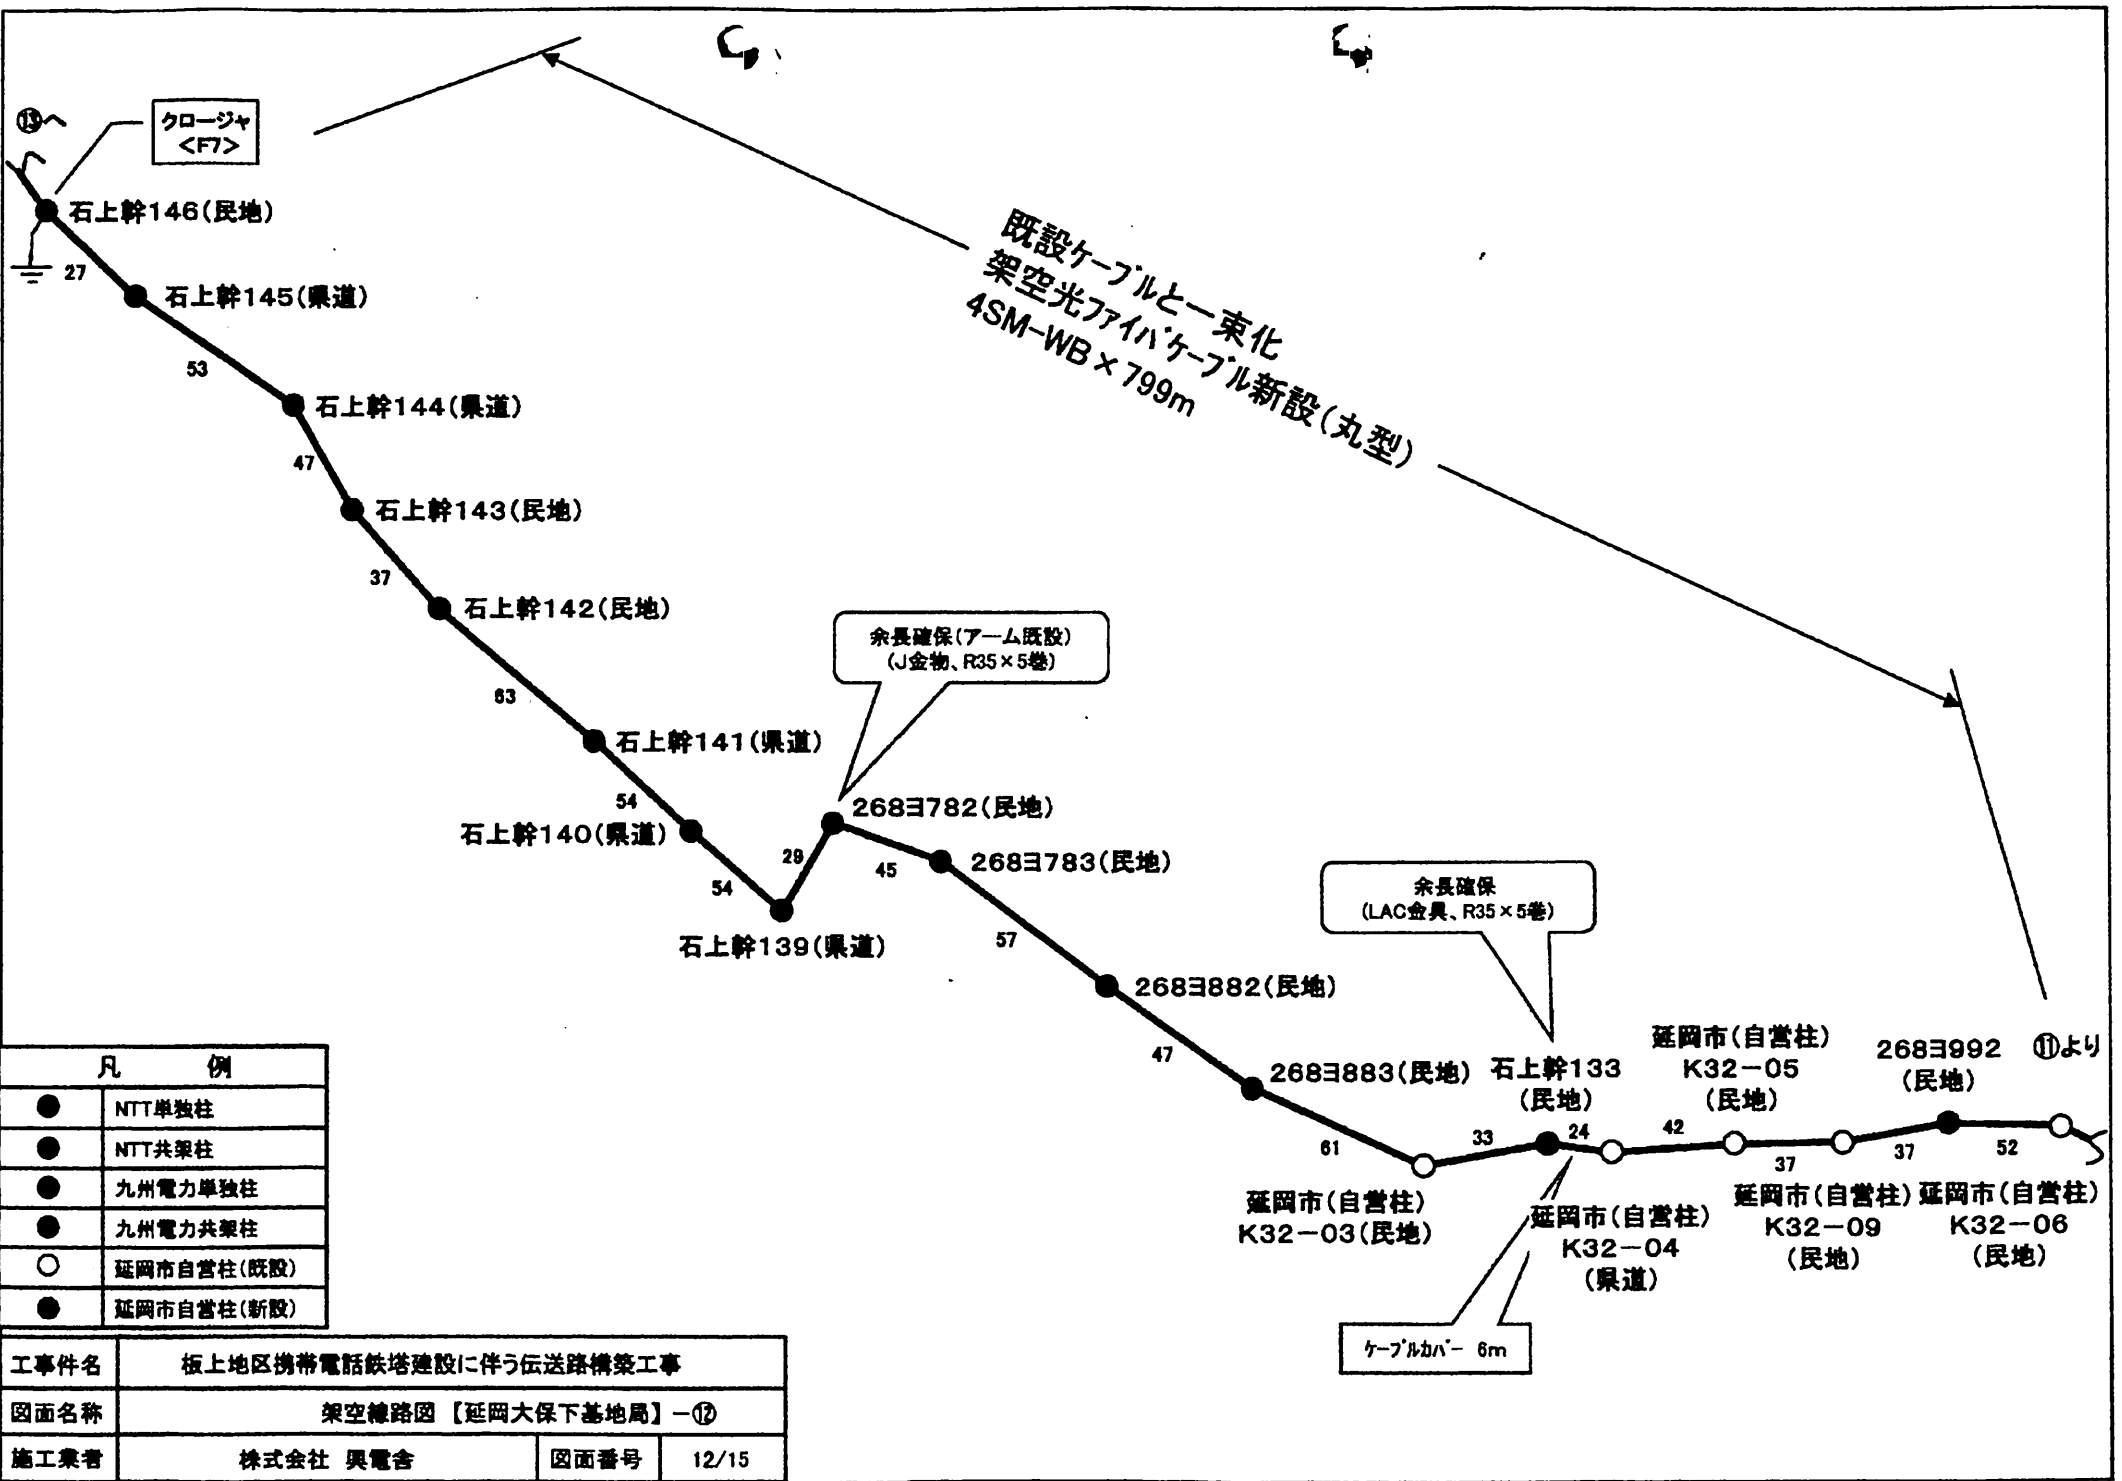 ⑬へ
クロージャ
<F7>
石上幹146(民地)
27
石上幹145(県道)
53
石上幹144(県道)
47
石上幹143(民地)
37
石上幹142(民地)
63
石上幹141(県道)
54
石上幹140(県道)
54
石上幹139(県道)
29
既設ケーブルと一束化
架空光ファイバケーブル新設(丸型)
4SM-WB×799m
余長確保(アーム既設)
(J金物、R35×5巻)
268ヨ782(民地)
45
268ヨ783(民地)
57
268ヨ882(民地)
47
268ヨ883(民地)
61
余長確保
(LAC金具、R35×5巻)
延岡市(自営柱)
K32-03(民地)
33
石上幹133
(民地)
24
延岡市(自営柱)
K32-04
(県道)
42
延岡市(自営柱)
K32-05
(民地)
37
延岡市(自営柱)
K32-09
(民地)
37
268ヨ992
(民地)
52
延岡市(自営柱)
K32-06
(民地)
⑪より
ケーブルカバー 6m
凡 例
NTT単独柱
NTT共架柱
九州電力単独柱
九州電力共架柱
延岡市自営柱(既設)
延岡市自営柱(新設)
工事件名 板上地区携帯電話鉄塔建設に伴う伝送路構築工事
図面名称 架空線路図 【延岡大保下基地局】-⑫
施工業者 株式会社 興電舎 図面番号 12/15